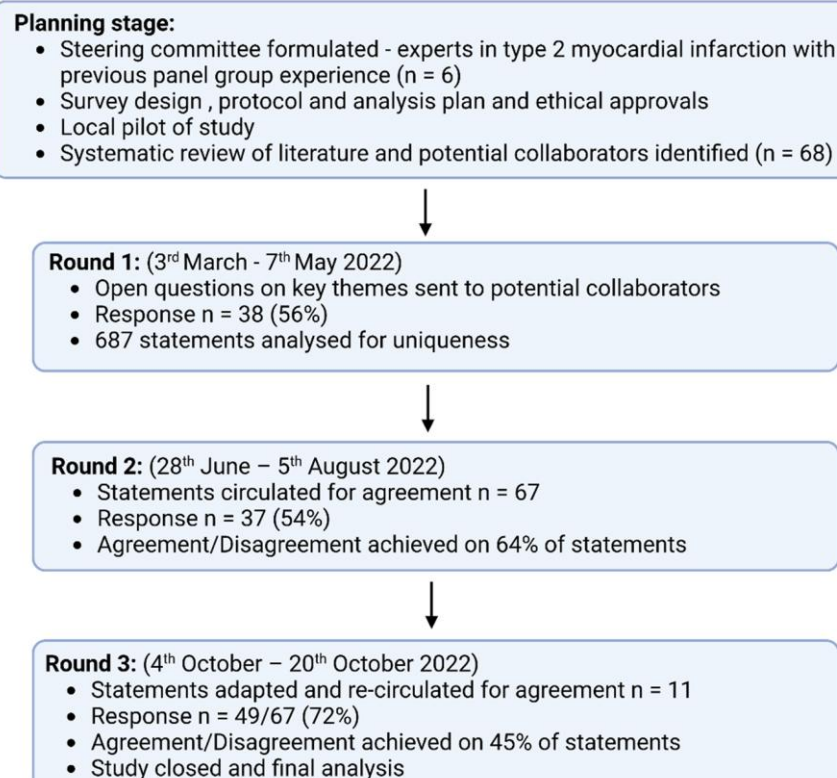 Planning stage:
• Steering committee formulated - experts in type 2 myocardial infarction with
previous panel group experience (n = 6)
• Survey design , protocol and analysis plan and ethical approvals
• Local pilot of study
• Systematic review of literature and potential collaborators identified (n = 68)
Round 1: (3rd March - 7th May 2022)
• Open questions on key themes sent to potential collaborators
• Response n = 38 (56%)
• 687 statements analysed for uniqueness
Round 2: (28th June – 5th August 2022)
• Statements circulated for agreement n = 67
• Response n = 37 (54%)
• Agreement/Disagreement achieved on 64% of statements
Round 3: (4th October – 20th October 2022)
• Statements adapted and re-circulated for agreement n = 11
• Response n = 49/67 (72%)
• Agreement/Disagreement achieved on 45% of statements
• Study closed and final analysis